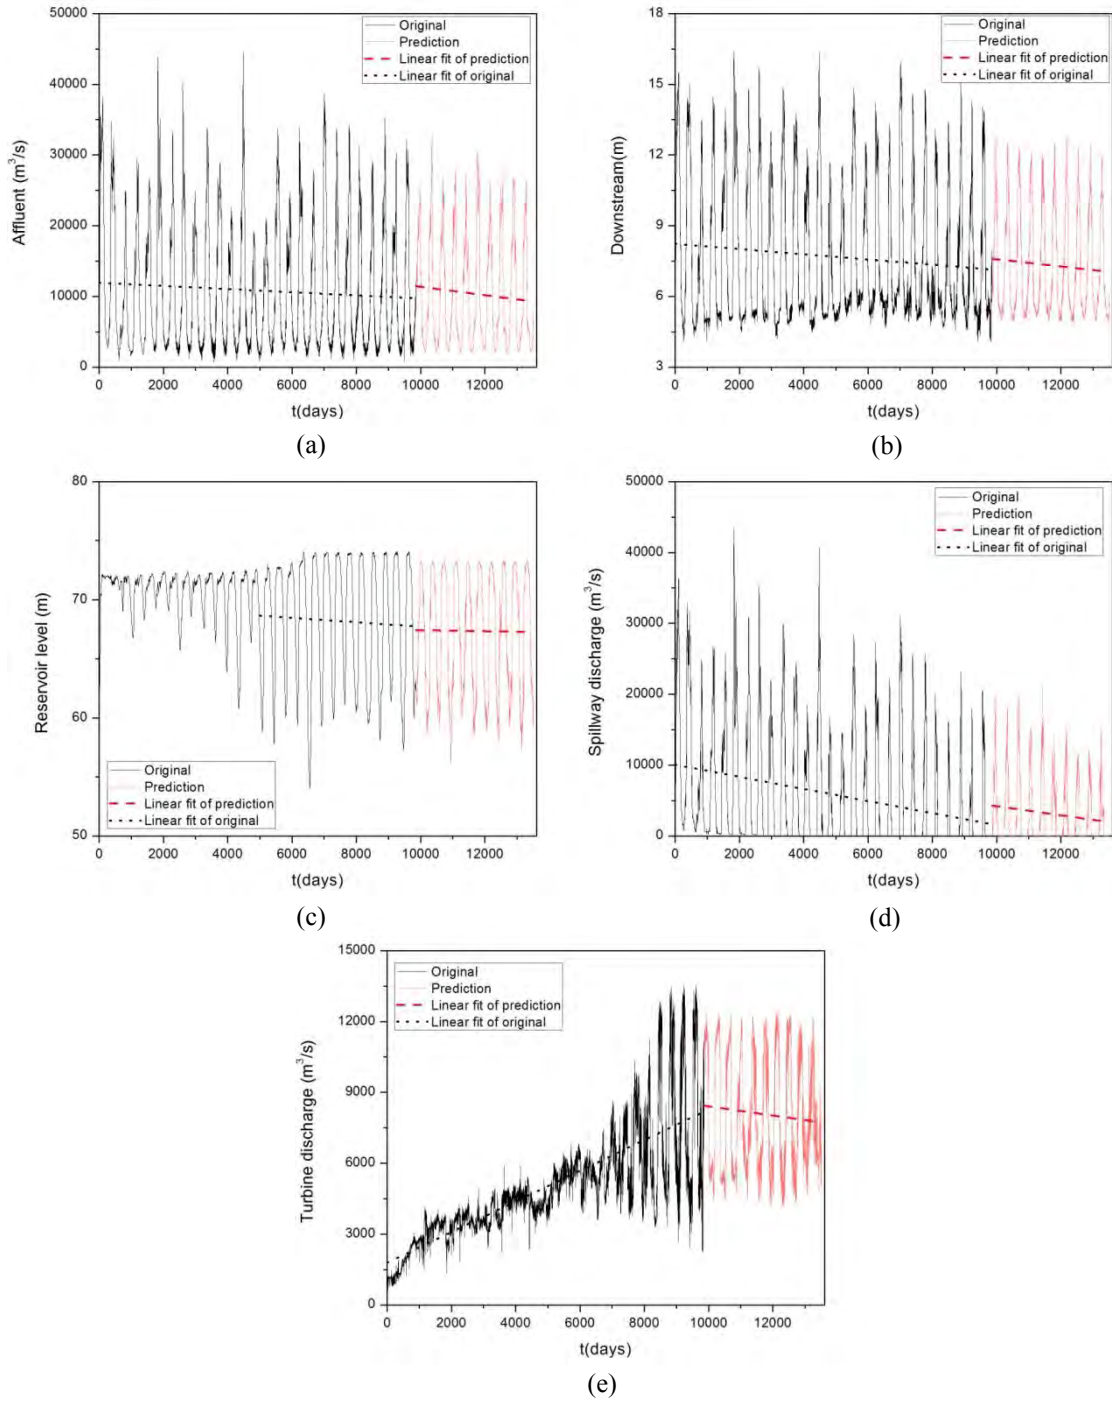 50000
40000
30000
20000
10000
0
Affluent (m³/s)
Original
Prediction
Linear fit of prediction
Linear fit of original
0 2000 4000 6000 8000 10000 12000
t(days)
(a)
18
15
12
9
6
3
Downstream(m)
Original
Prediction
Linear fit of prediction
Linear fit of original
0 2000 4000 6000 8000 10000 12000
t(days)
(b)
80
70
60
50
Reservoir level (m)
Original
Prediction
Linear fit of prediction
Linear fit of original
0 2000 4000 6000 8000 10000 12000
t(days)
(c)
50000
40000
30000
20000
10000
0
Spillway discharge (m³/s)
Original
Prediction
Linear fit of prediction
Linear fit of original
0 2000 4000 6000 8000 10000 12000
t(days)
(d)
15000
12000
9000
6000
3000
0
Turbine discharge (m³/s)
Original
Prediction
Linear fit of prediction
Linear fit of original
0 2000 4000 6000 8000 10000 12000
t(days)
(e)